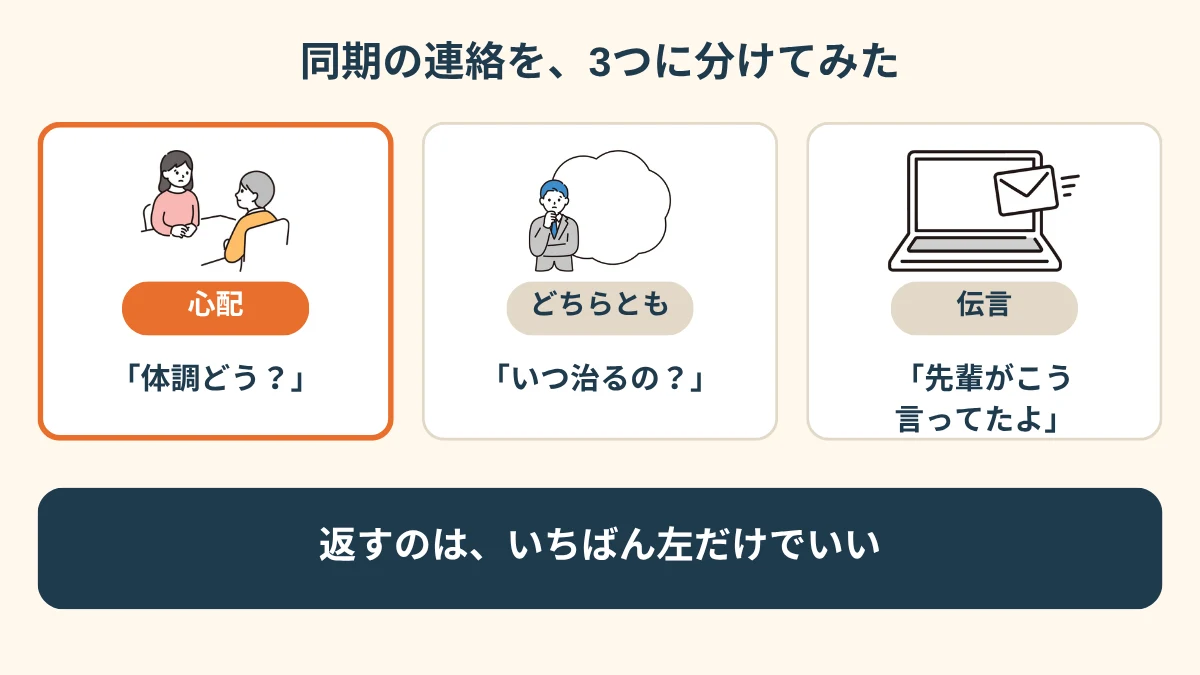 同期の連絡を、3つに分けてみた
心配
「体調どう？」
どちらとも
「いつ治るの？」
伝言
「先輩がこう
言ってたよ」
返すのは、いちばん左だけでいい